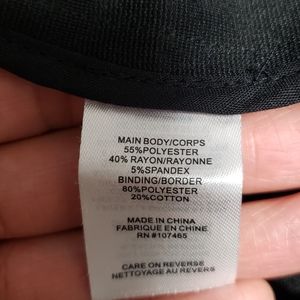 MAIN BODY/CORPS
55%POLYESTER
40% RAYON/RAYONNE
5%SPANDEX
BINDING/BORDER
80%POLYESTER
20%COTTON
MADE IN CHINA
FABRIQUE EN CHINE
RN #107465
CARE ON REVERSE
NETTOYAGE AU REVERS